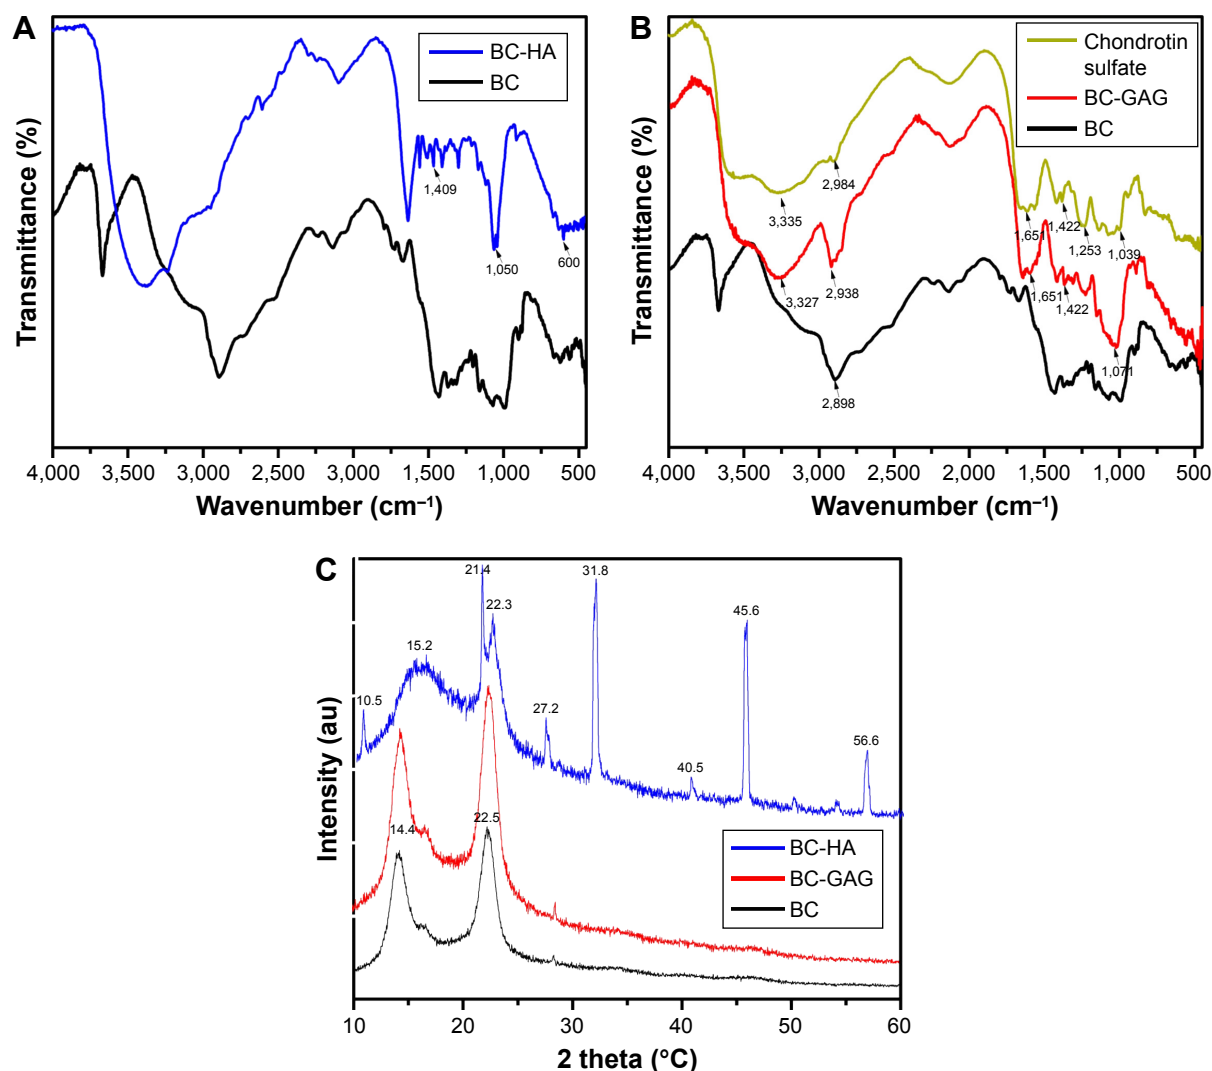 A
BC-HA
BC
Transmittance (%)
1,409
1,050
600
4,000 3,500 3,000 2,500 3,000 1,500 1,000 500
Wavenumber (cm⁻¹)
B
Chondrotin
sulfate
BC-GAG
BC
Transmittance (%)
2,984
3,335
1,651
1,422
1,253
1,039
3,327
2,938
1,651
1,422
1,071
2,898
4,000 3,500 3,000 2,500 2,000 1,500 1,000 500
Wavenumber (cm⁻¹)
C
21.4
31.8
22.3
45.6
15.2
10.5
27.2
40.5
56.6
14.4
22.5
Intensity (au)
BC-HA
BC-GAG
BC
10 20 30 40 50 60
2 theta (°C)